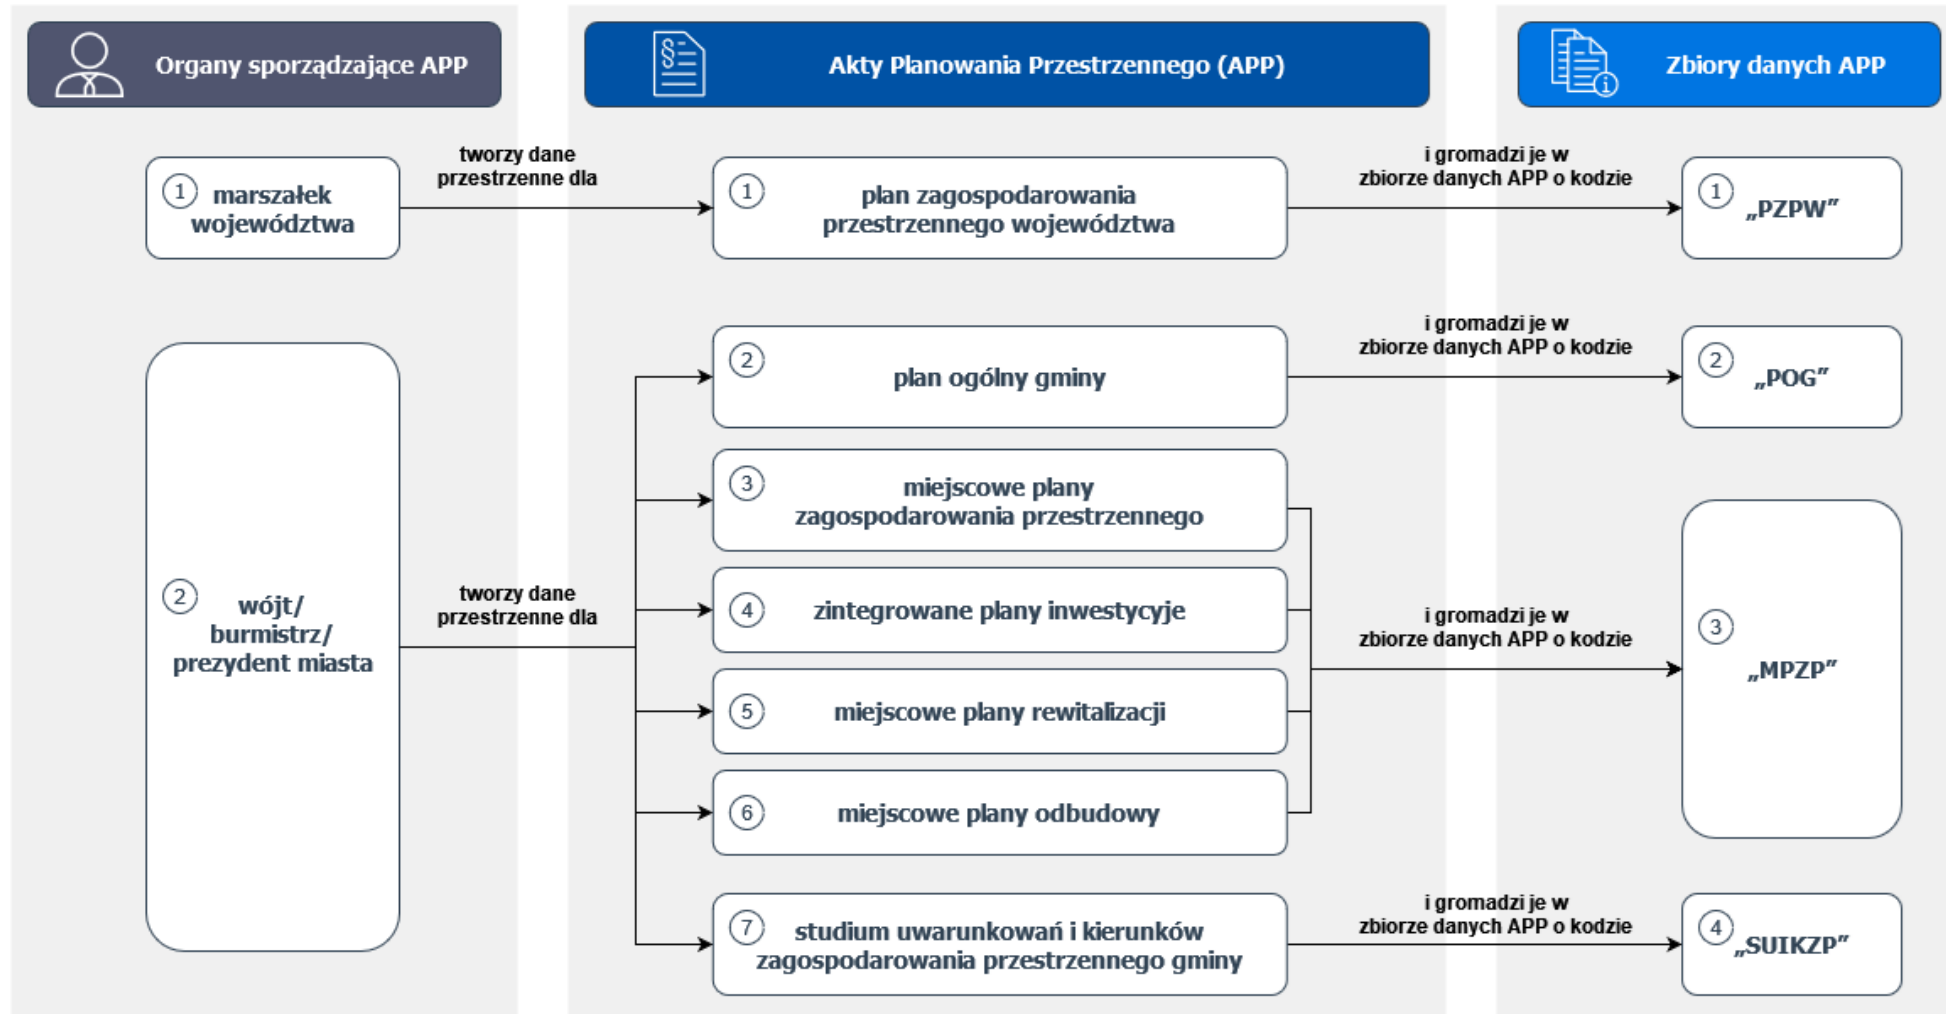 Organy sporządzające APP
Akty Planowania Przestrzennego (APP)
Zbiory danych APP
1
marszałek
województwa
tworzy dane
przestrzenne dla
1
plan zagospodarowania
przestrzennego województwa
i gromadzi je w
zbiorze danych APP o kodzie
1
„PZPW”
2
wójt/
burmistrz/
prezydent miasta
tworzy dane
przestrzenne dla
2
plan ogólny gminy
i gromadzi je w
zbiorze danych APP o kodzie
2
„POG”
3
miejscowe plany
zagospodarowania przestrzennego
4
zintegrowane plany inwestycyje
5
miejscowe plany rewitalizacji
6
miejscowe plany odbudowy
i gromadzi je w
zbiorze danych APP o kodzie
3
„MPZP”
7
studium uwarunkowań i kierunków
zagospodarowania przestrzennego gminy
i gromadzi je w
zbiorze danych APP o kodzie
4
„SUIKZP”